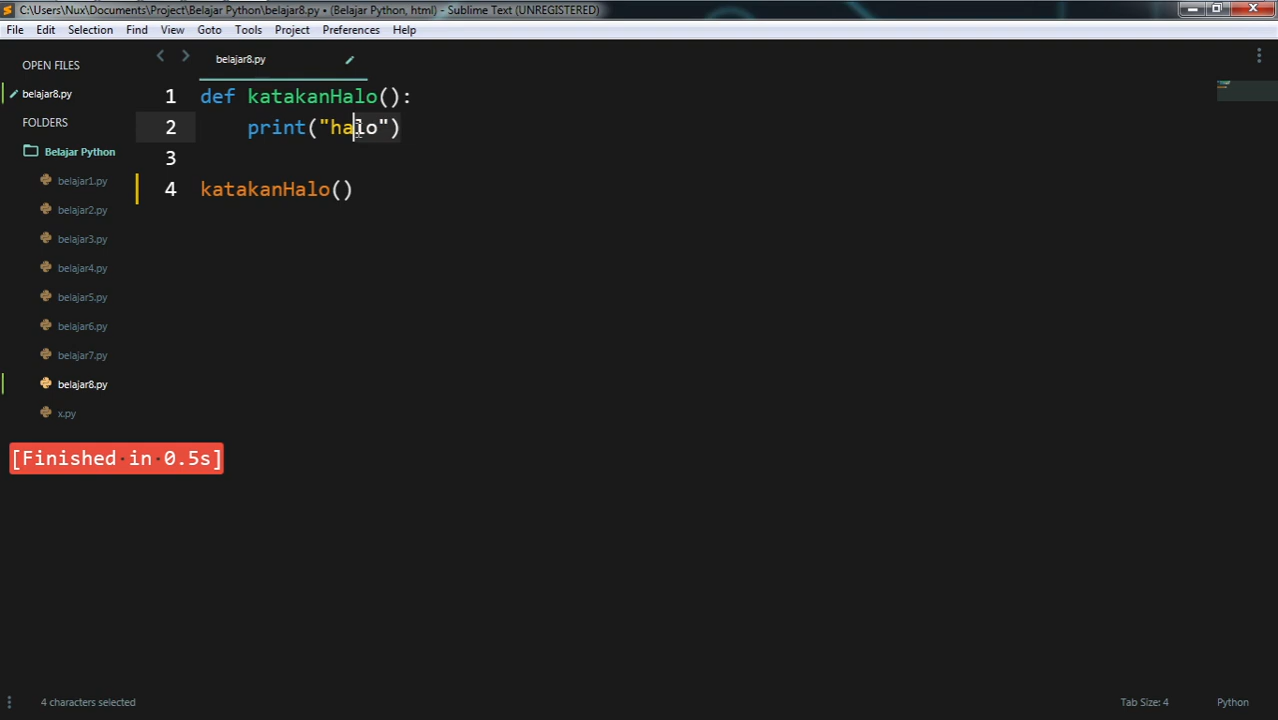 C:\Users\Nux\Documents\Project\Belajar Python\belajar8.py • (Belajar Python, html) - Sublime Text (UNREGISTERED)
File Edit Selection Find View Goto Tools Project Preferences Help
OPEN FILES
belajar8.py
FOLDERS
Belajar Python
belajar1.py
belajar2.py
belajar3.py
belajar4.py
belajar5.py
belajar6.py
belajar7.py
belajar8.py
x.py
belajar8.py
1 def katakanHalo():
2 print("halo")
3
4 katakanHalo()
[Finished in 0.5s]
4 characters selected
Tab Size: 4
Python